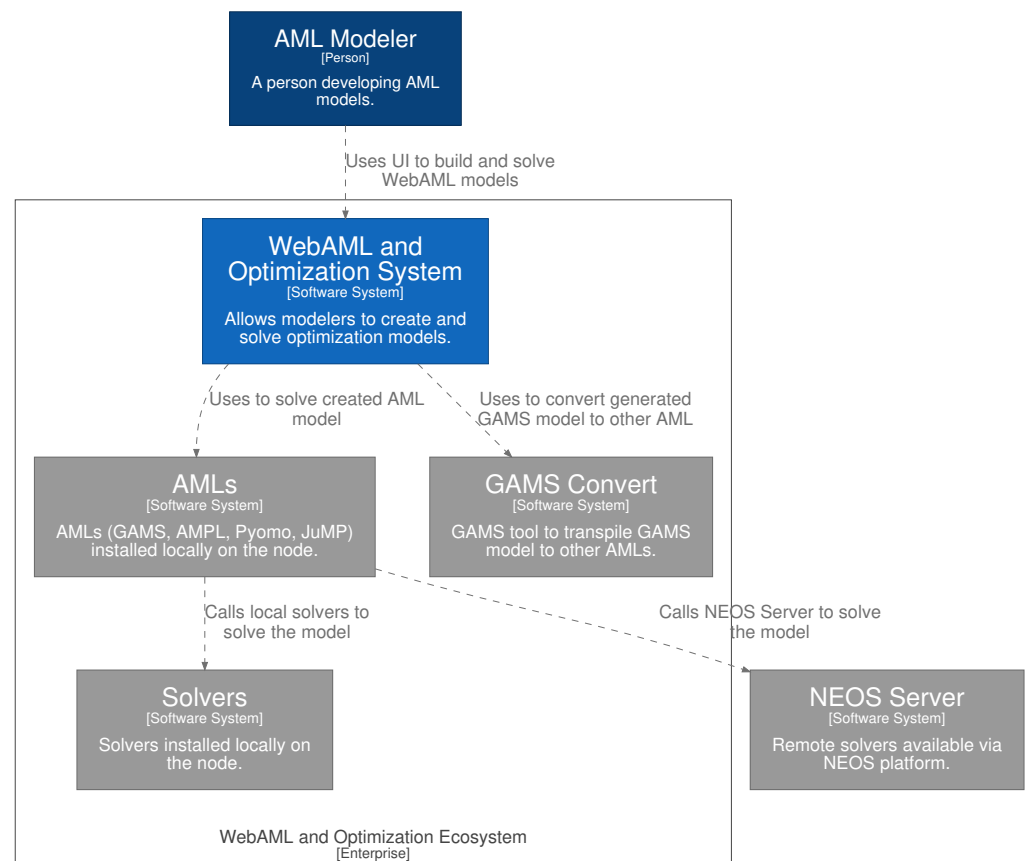 AML Modeler
[Person]
A person developing AML
models.
Uses UI to build and solve
WebAML models
WebAML and
Optimization System
[Software System]
Allows modelers to create and
solve optimization models.
Uses to solve created AML
model
Uses to convert generated
GAMS model to other AML
AMLs
[Software System]
AMLs (GAMS, AMPL, Pyomo, JuMP)
installed locally on the node.
GAMS Convert
[Software System]
GAMS tool to transpile GAMS
model to other AMLs.
Calls local solvers to
solve the model
Calls NEOS Server to solve
the model
Solvers
[Software System]
Solvers installed locally on
the node.
NEOS Server
[Software System]
Remote solvers available via
NEOS platform.
WebAML and Optimization Ecosystem
[Enterprise]